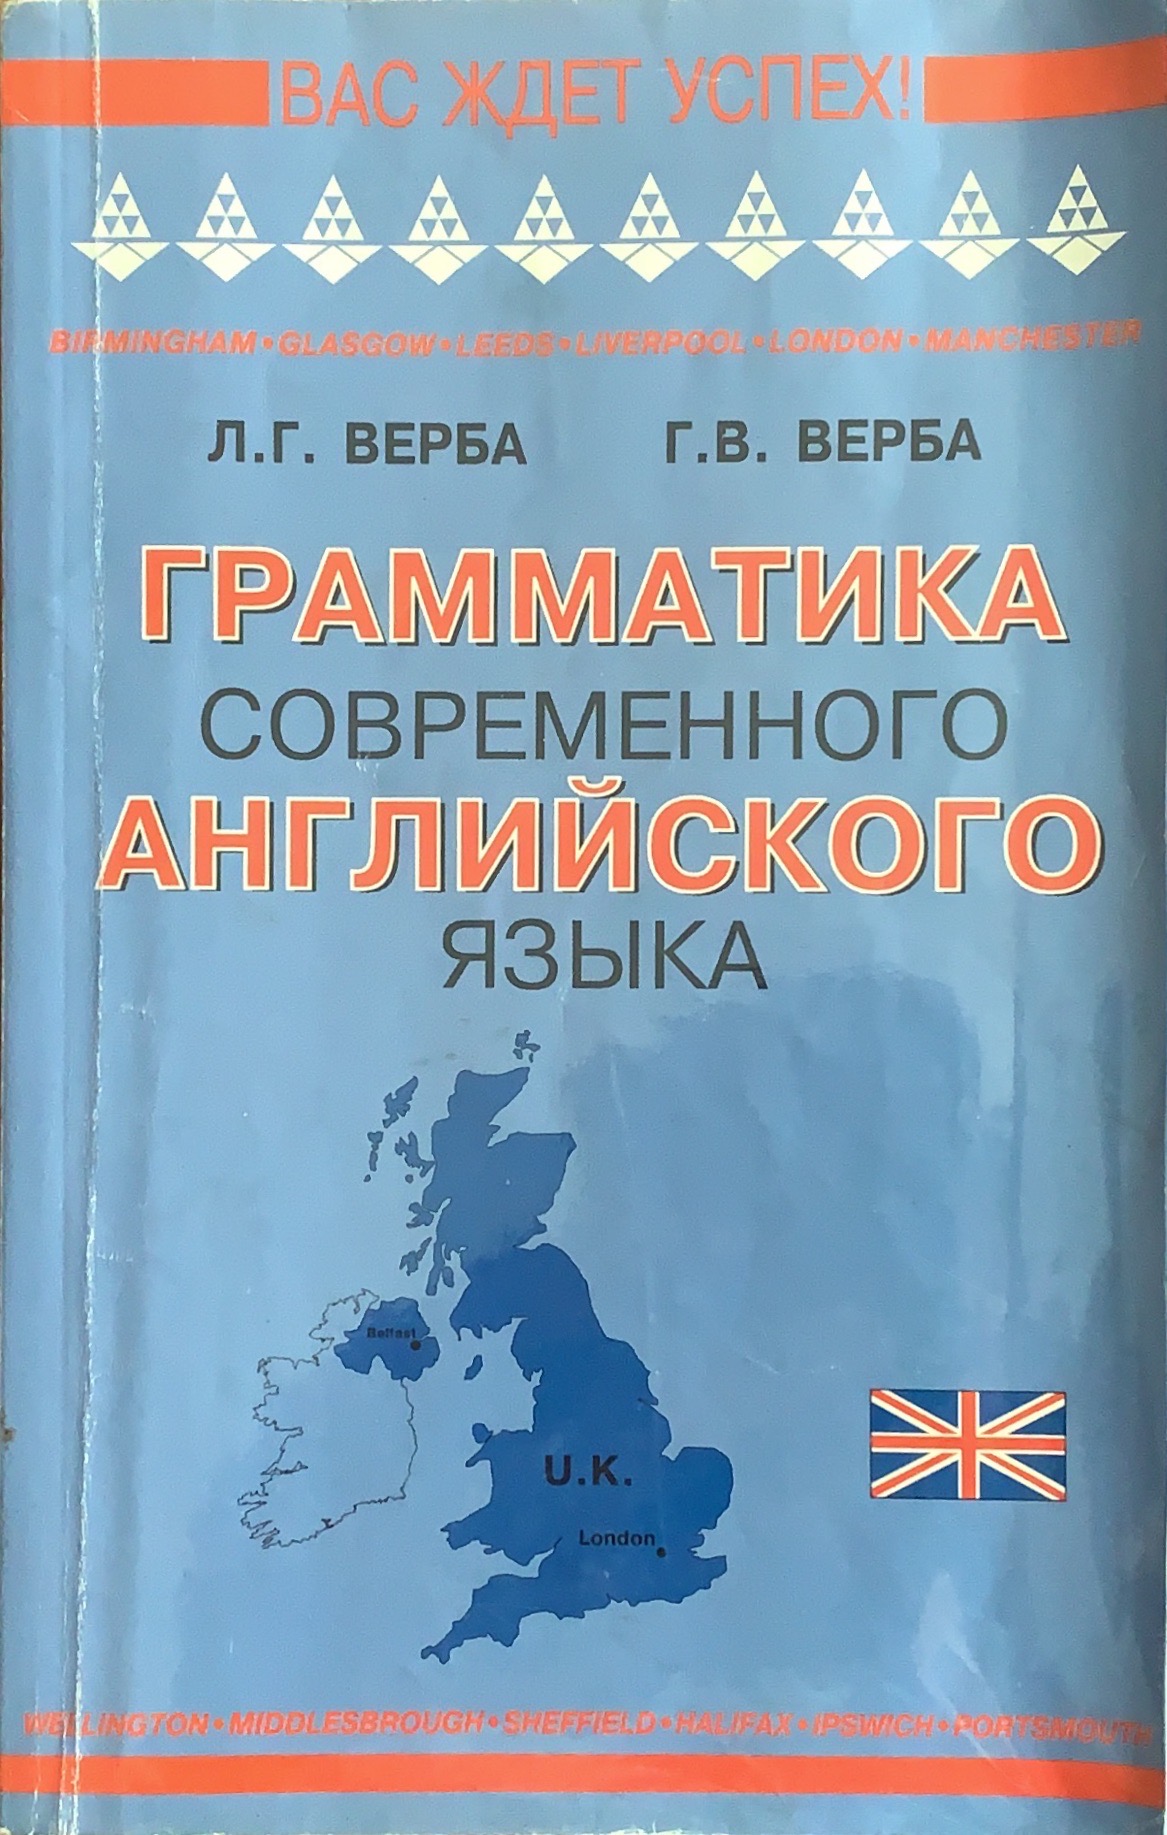 ВАС ЖДЕТ УСПЕХ!
BIRMINGHAM•GLASGOW•LEEDS•LIVERPOOL•LONDON•MANCHESTER
Л.Г. ВЕРБА Г.В. ВЕРБА
ГРАММАТИКА
СОВРЕМЕННОГО
АНГЛИЙСКОГО
ЯЗЫКА
Belfast
U.K.
London
WELLINGTON•MIDDLESBROUGH•SHEFFIELD•HALIFAX•IPSWICH•PORTSMOUTH